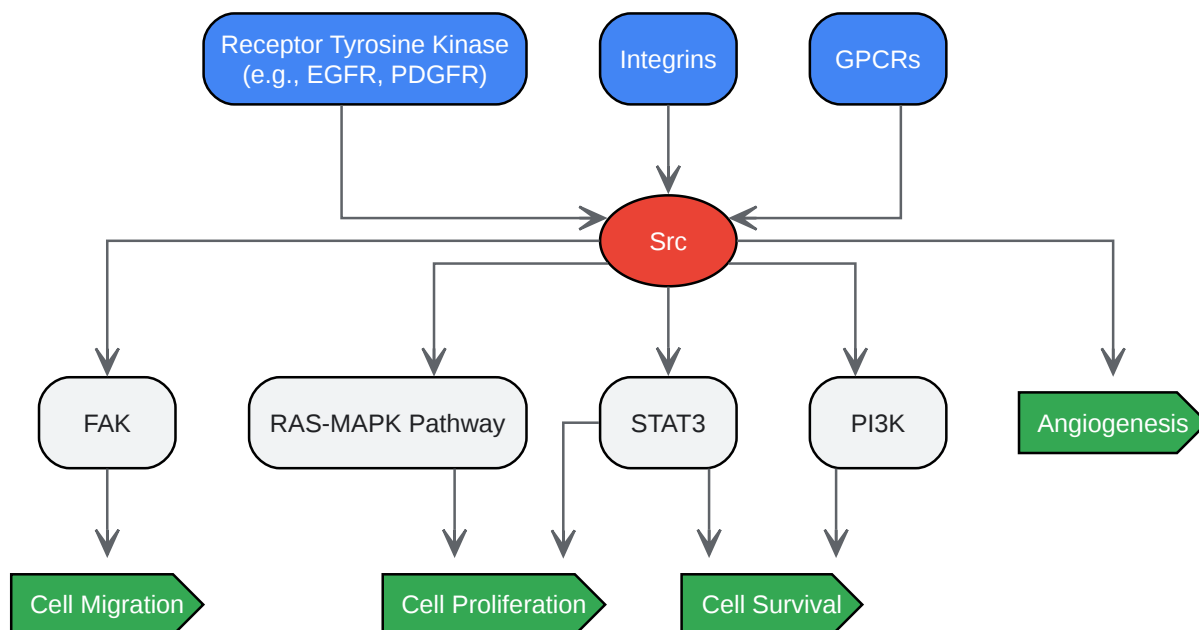 Receptor Tyrosine Kinase
(e.g., EGFR, PDGFR)
Integrins
GPCRs
Src
FAK
RAS-MAPK Pathway
STAT3
PI3K
Angiogenesis
Cell Migration
Cell Proliferation
Cell Survival